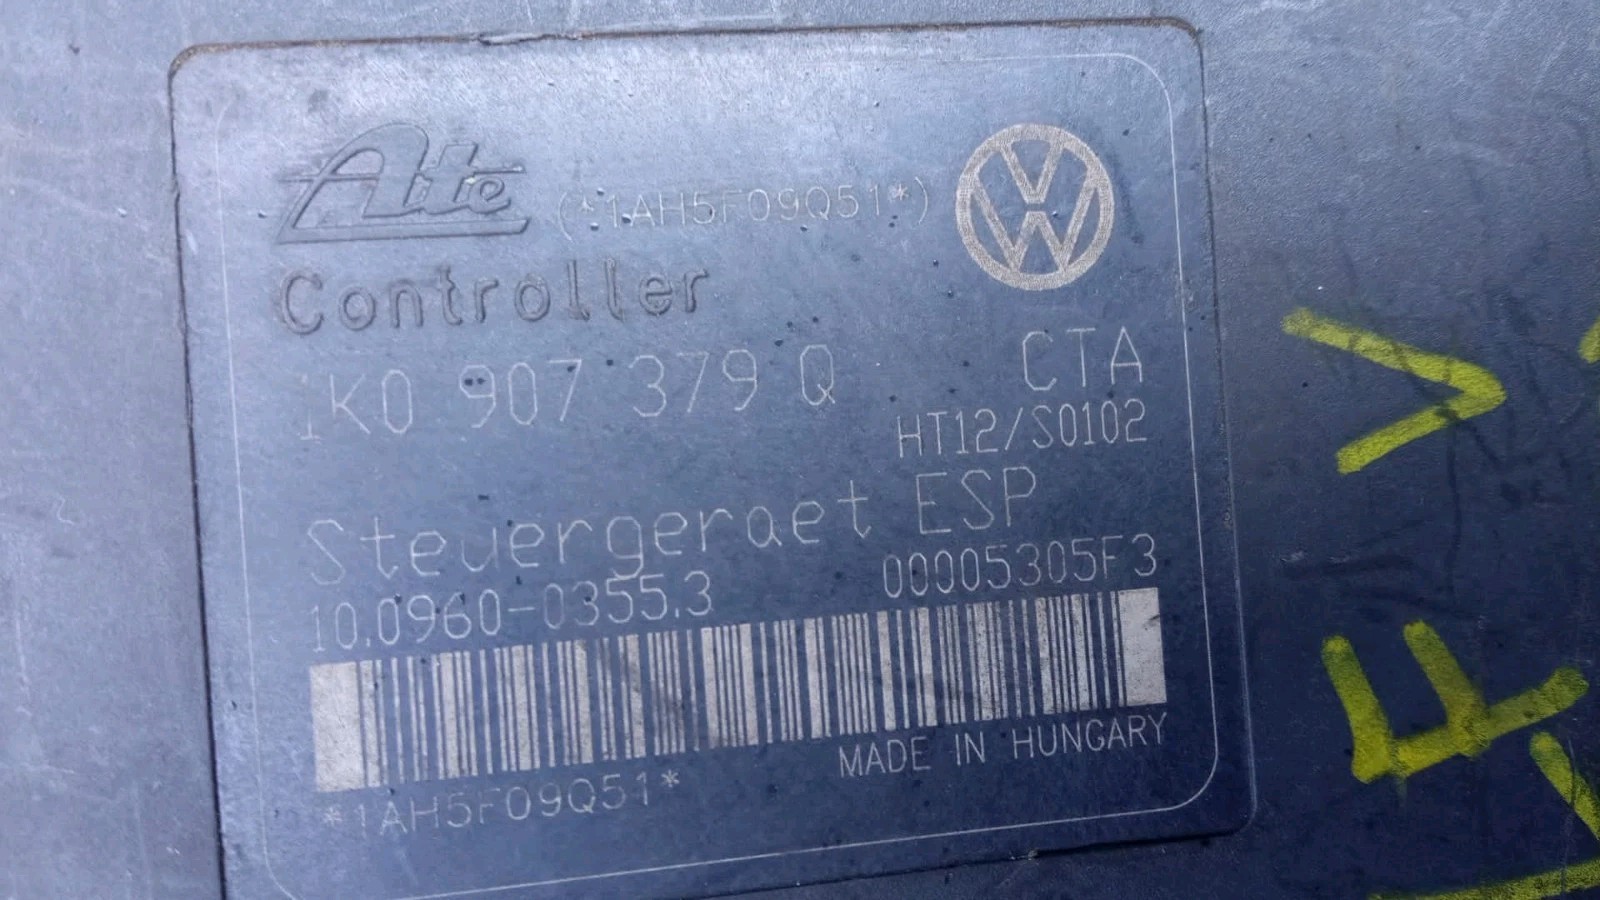 Ate (*1AH5F09Q51*)
Controller
1K0 907 379 Q CTA
HT12/S0102
Steuergeraet ESP
10.0960-0355.3 00005305F3
MADE IN HUNGARY
*1AH5F09Q51*